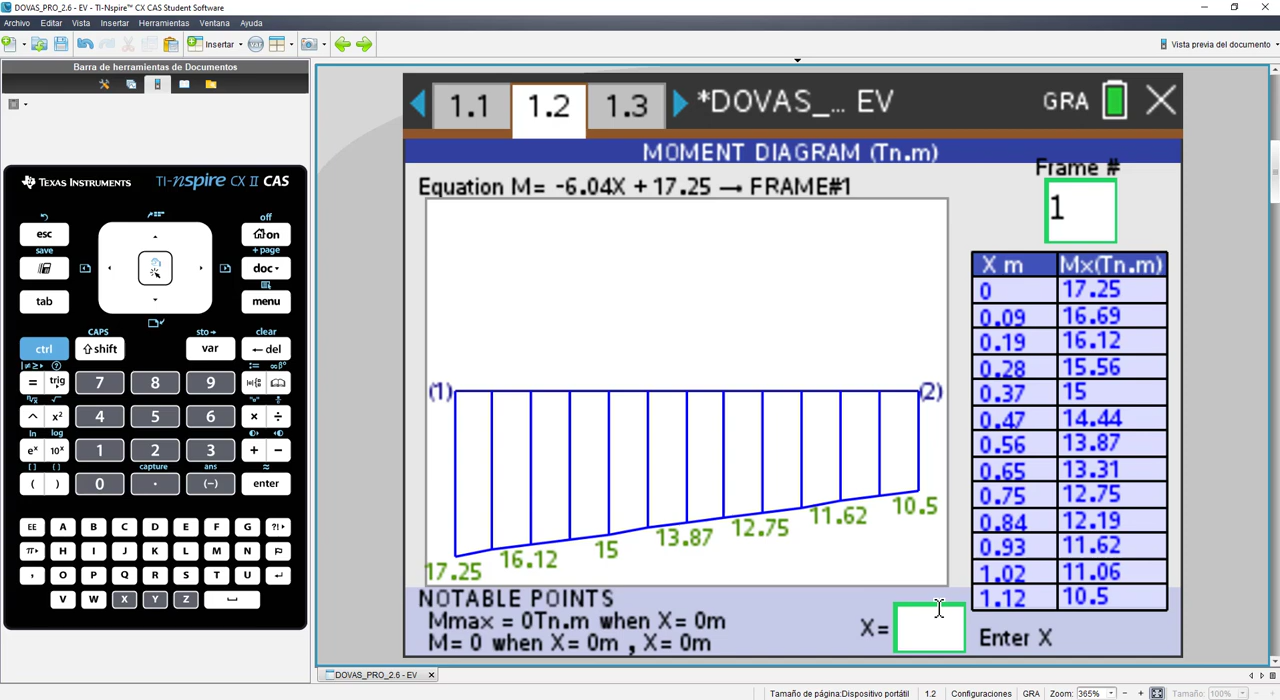 DOVAS_PRO_2.6 - EV - TI-Nspire™ CX CAS Student Software
Archivo Editar Vista Insertar Herramientas Ventana Ayuda
Insertar
Vista previa del documento
Barra de herramientas de Documentos
TEXAS INSTRUMENTS TI-nspire CX II CAS
esc
save
tab
off
on
+ page
doc
menu
CAPS
sto→
clear
ctrl
shift
var
←del
= trig 7 8 9
^ x² 4 5 6 × ÷
ln log
eˣ 10ˣ 1 2 3 + -
capture ans ≈
( ) 0 . (-) enter
EE A B C D E F G ?!
π H I J K L M N
, O P Q R S T U
V W X Y Z
1.1 1.2 1.3 *DOVAS_... EV GRA
MOMENT DIAGRAM (Tn.m)
Equation M= -6.04X + 17.25 → FRAME#1
Frame #
1
(1) (2)
17.25 16.12 15 13.87 12.75 11.62 10.5
X m Mx(Tn.m)
0 17.25
0.09 16.69
0.19 16.12
0.28 15.56
0.37 15
0.47 14.44
0.56 13.87
0.65 13.31
0.75 12.75
0.84 12.19
0.93 11.62
1.02 11.06
1.12 10.5
NOTABLE POINTS
Mmax = 0Tn.m when X= 0m
M= 0 when X= 0m , X= 0m
X=
Enter X
DOVAS_PRO_2.6 - EV
Tamaño de página:Dispositivo portátil 1.2 Configuraciones GRA Zoom: 365% Tamaño: 100%